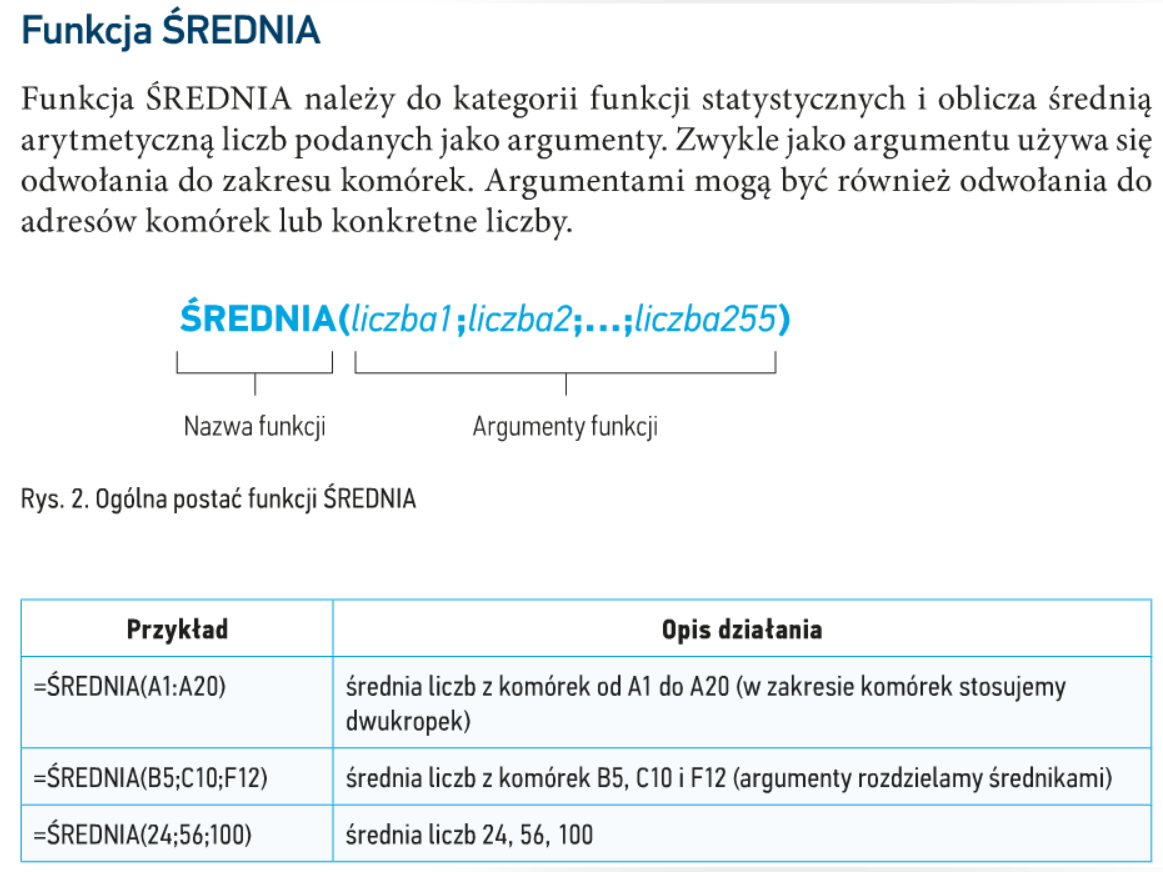 Funkcja ŚREDNIA
Funkcja ŚREDNIA należy do kategorii funkcji statystycznych i oblicza średnią
arytmetyczną liczb podanych jako argumenty. Zwykle jako argumentu używa się
odwołania do zakresu komórek. Argumentami mogą być również odwołania do
adresów komórek lub konkretne liczby.
ŚREDNIA(liczba1;liczba2;...;liczba255)
Nazwa funkcji
Argumenty funkcji
Rys. 2. Ogólna postać funkcji ŚREDNIA
Przykład
Opis działania
=ŚREDNIA(A1:A20)
średnia liczb z komórek od A1 do A20 (w zakresie komórek stosujemy
dwukropek)
=ŚREDNIA(B5;C10;F12)
średnia liczb z komórek B5, C10 i F12 (argumenty rozdzielamy średnikami)
=ŚREDNIA(24;56;100)
średnia liczb 24, 56, 100